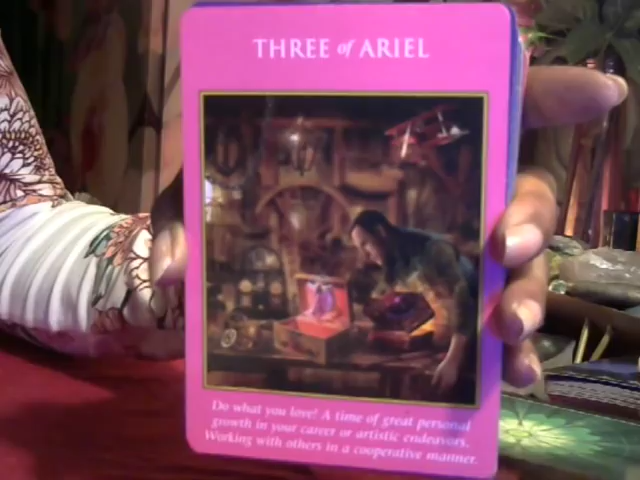 THREE of ARIEL
Do what you love! A time of great personal
growth in your career or artistic endeavors.
Working with others in a cooperative manner.